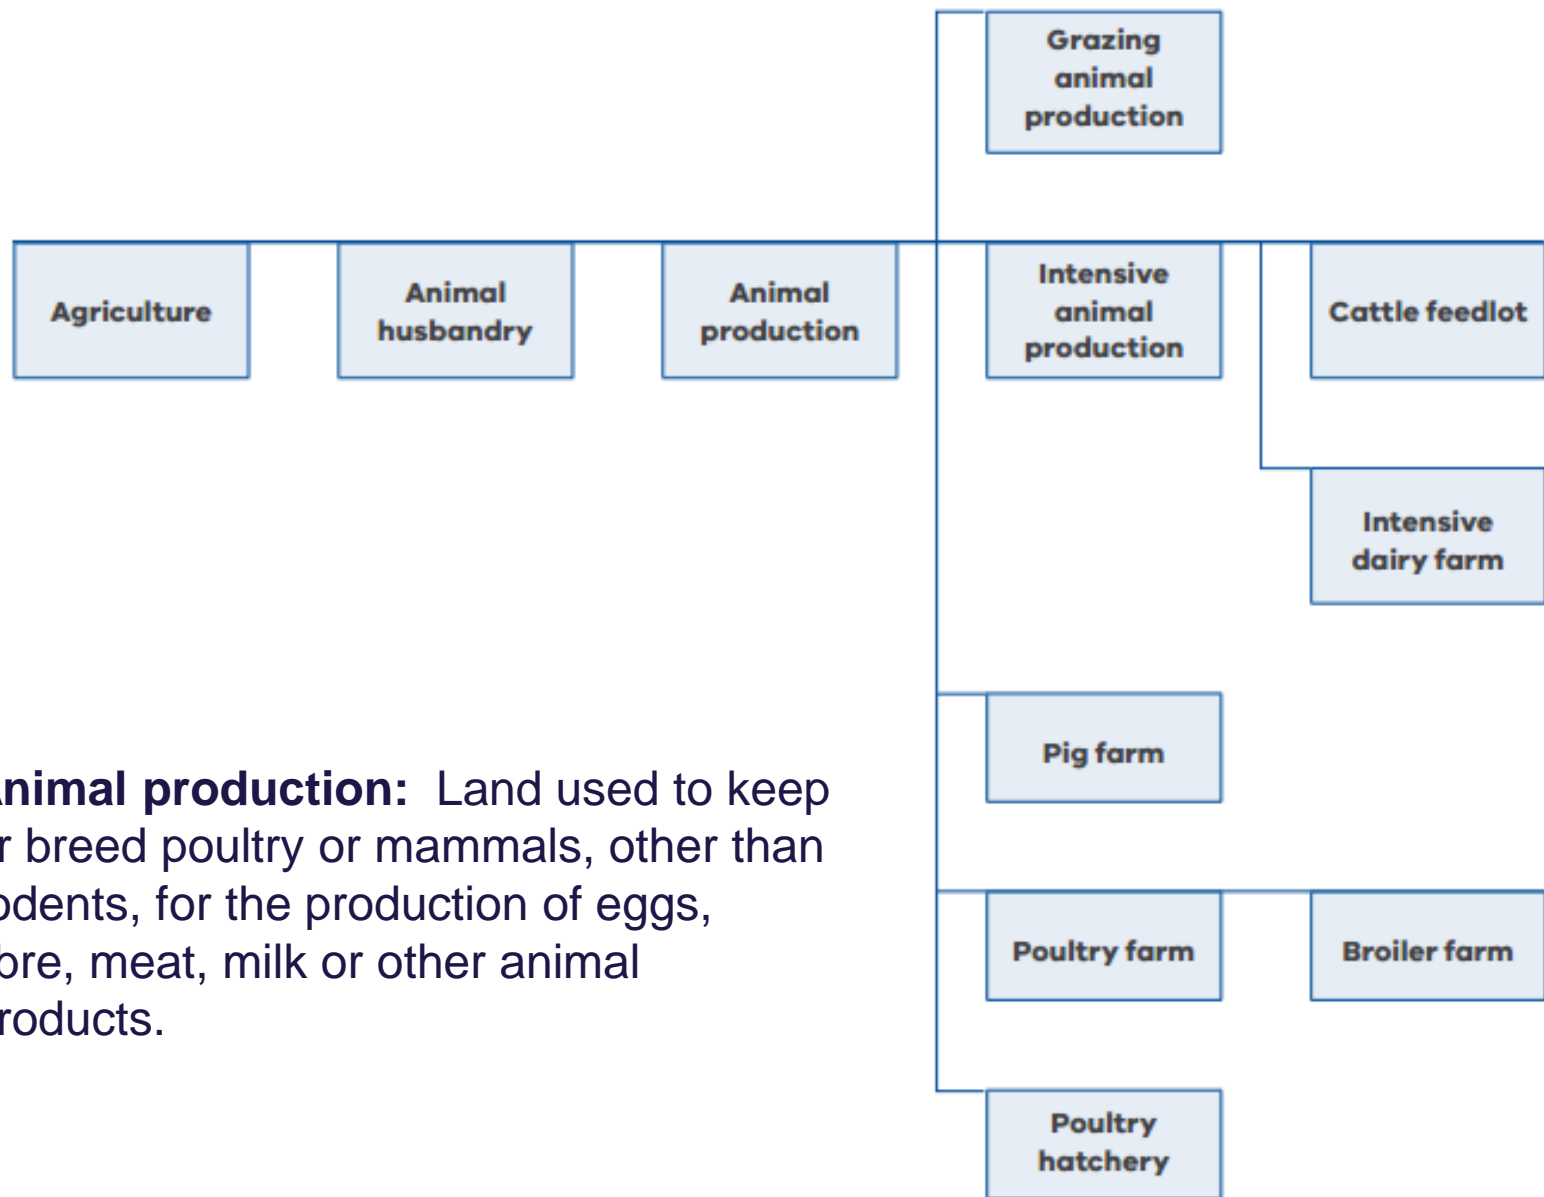 Grazing
animal
production
Agriculture
Animal
husbandry
Animal
production
Intensive
animal
production
Cattle feedlot
Intensive
dairy farm
Pig farm
Animal production: Land used to keep
r breed poultry or mammals, other than
odents, for the production of eggs,
bre, meat, milk or other animal
roducts.
Poultry farm
Broiler farm
Poultry
hatchery